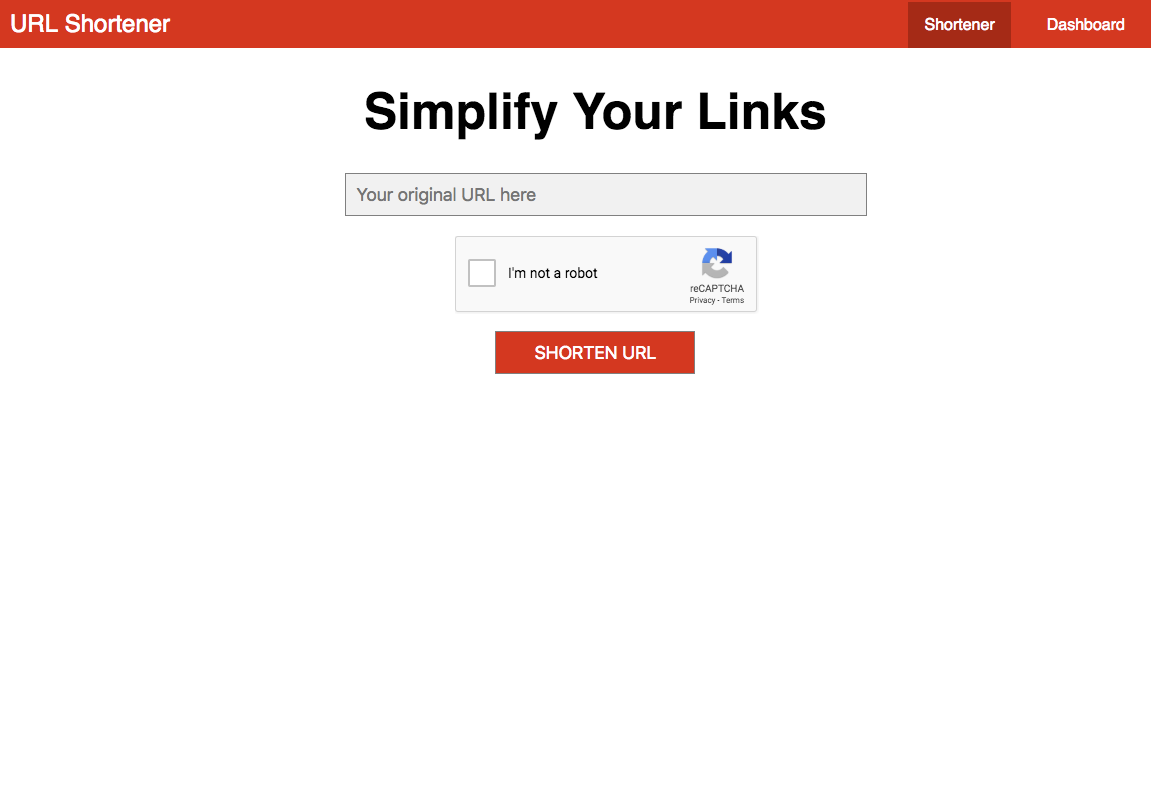 URL Shortener
Shortener
Dashboard
Simplify Your Links
Your original URL here
I'm not a robot
reCAPTCHA
Privacy - Terms
SHORTEN URL